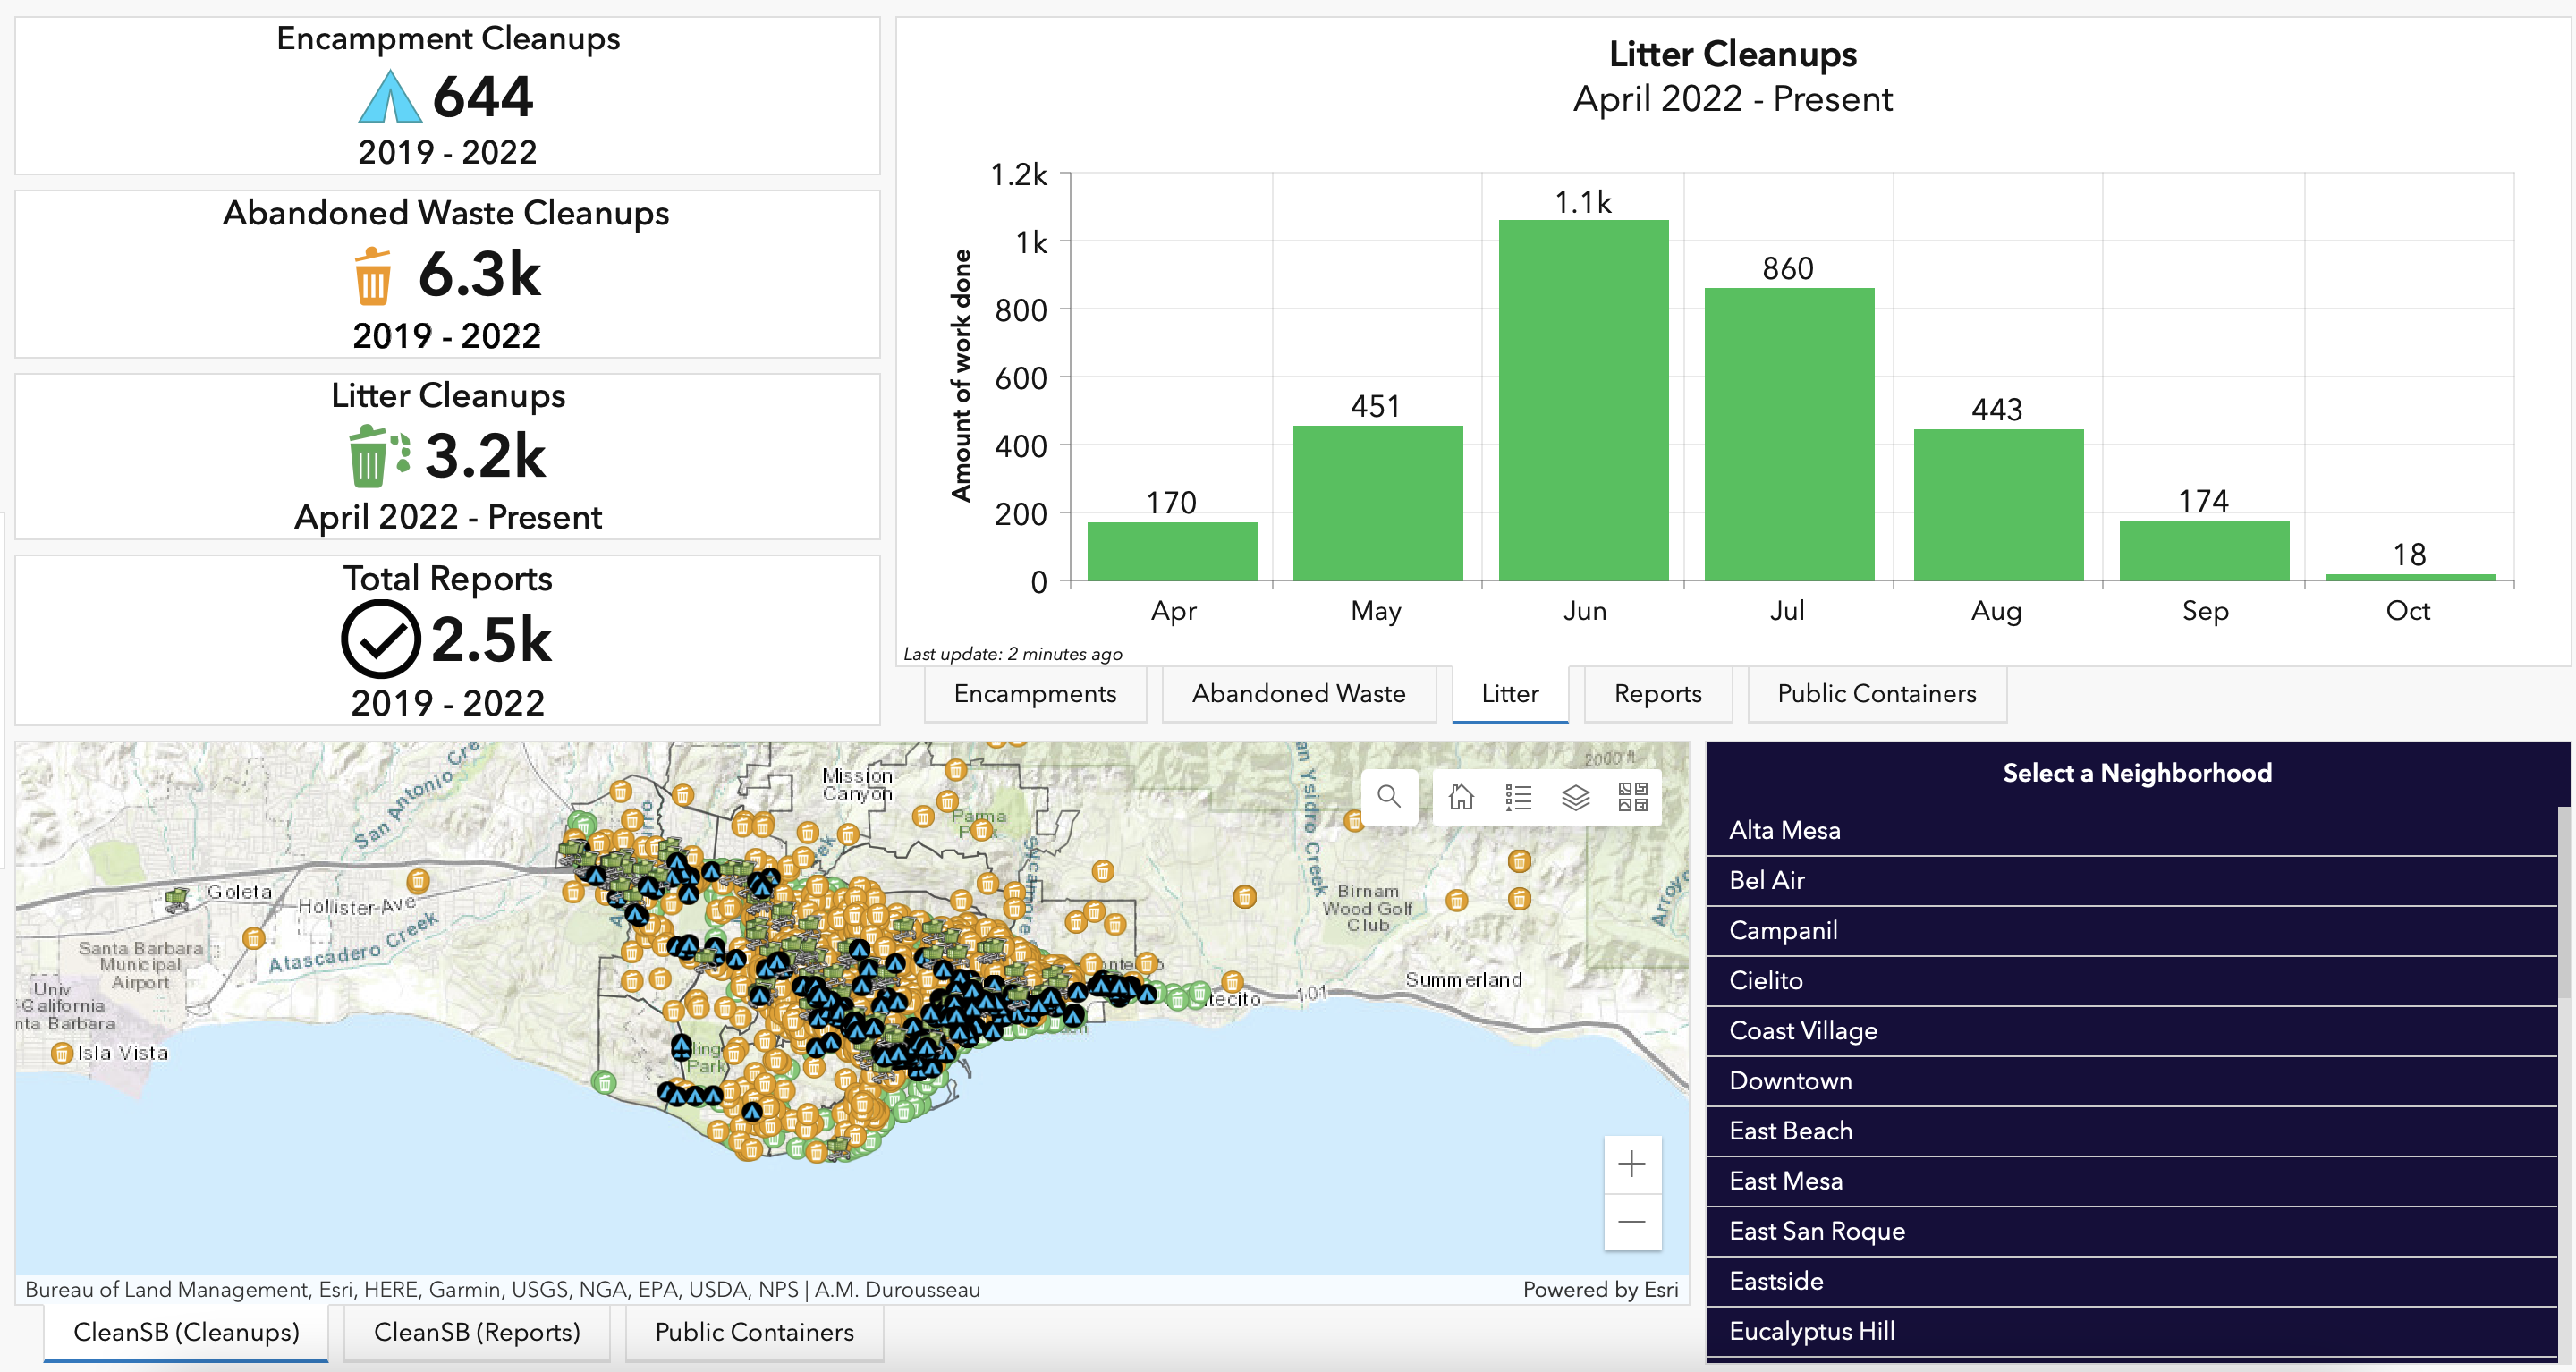 Encampment Cleanups
644
2019 - 2022
Abandoned Waste Cleanups
6.3k
2019 - 2022
Litter Cleanups
3.2k
April 2022 - Present
Total Reports
2.5k
2019 - 2022
Litter Cleanups
April 2022 - Present
Amount of work done
1.2k
1k
800
600
400
200
0
170
451
1.1k
860
443
174
18
Apr
May
Jun
Jul
Aug
Sep
Oct
Last update: 2 minutes ago
Encampments
Abandoned Waste
Litter
Reports
Public Containers
San Antonio Cre
Mission
Canyon
2000 ft
an Ysidro Creek
Sycamore
Goleta
Hollister-Ave
Atascadero Creek
Santa Barbara
Municipal
Airport
Univ
California
nta Barbara
Isla Vista
Birnam
Wood Golf
Club
Arroyo
Summerland
tecito
101
Park
Bureau of Land Management, Esri, HERE, Garmin, USGS, NGA, EPA, USDA, NPS | A.M. Durousseau
Powered by Esri
CleanSB (Cleanups)
CleanSB (Reports)
Public Containers
Select a Neighborhood
Alta Mesa
Bel Air
Campanil
Cielito
Coast Village
Downtown
East Beach
East Mesa
East San Roque
Eastside
Eucalyptus Hill